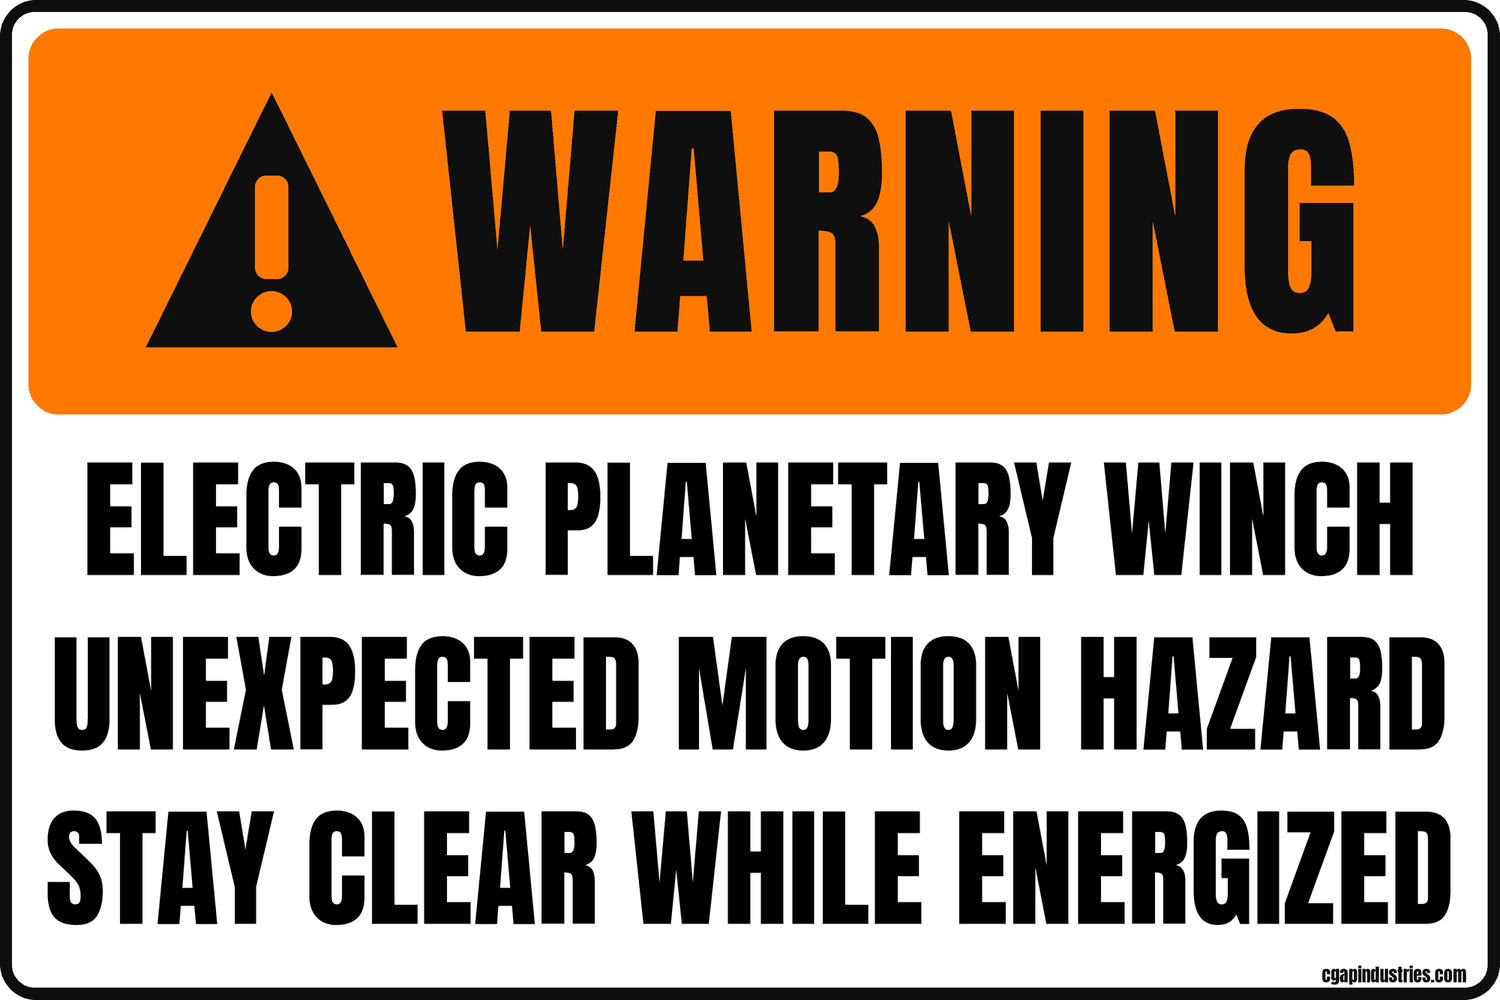 WARNING
ELECTRIC PLANETARY WINCH
UNEXPECTED MOTION HAZARD
STAY CLEAR WHILE ENERGIZED
cgapindustries.com